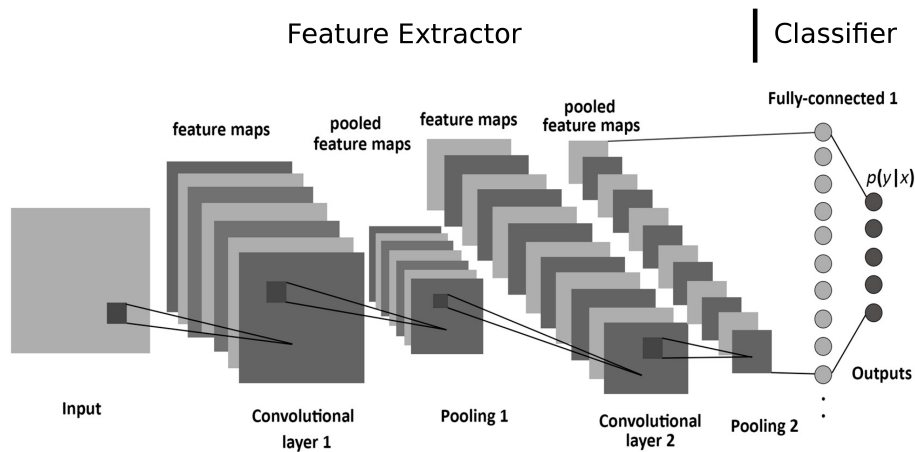 Feature Extractor
Classifier
Fully-connected 1
feature maps
pooled
feature maps
feature maps
pooled
feature maps
p(y|x)
Input
Convolutional
layer 1
Pooling 1
Convolutional
layer 2
Pooling 2
Outputs